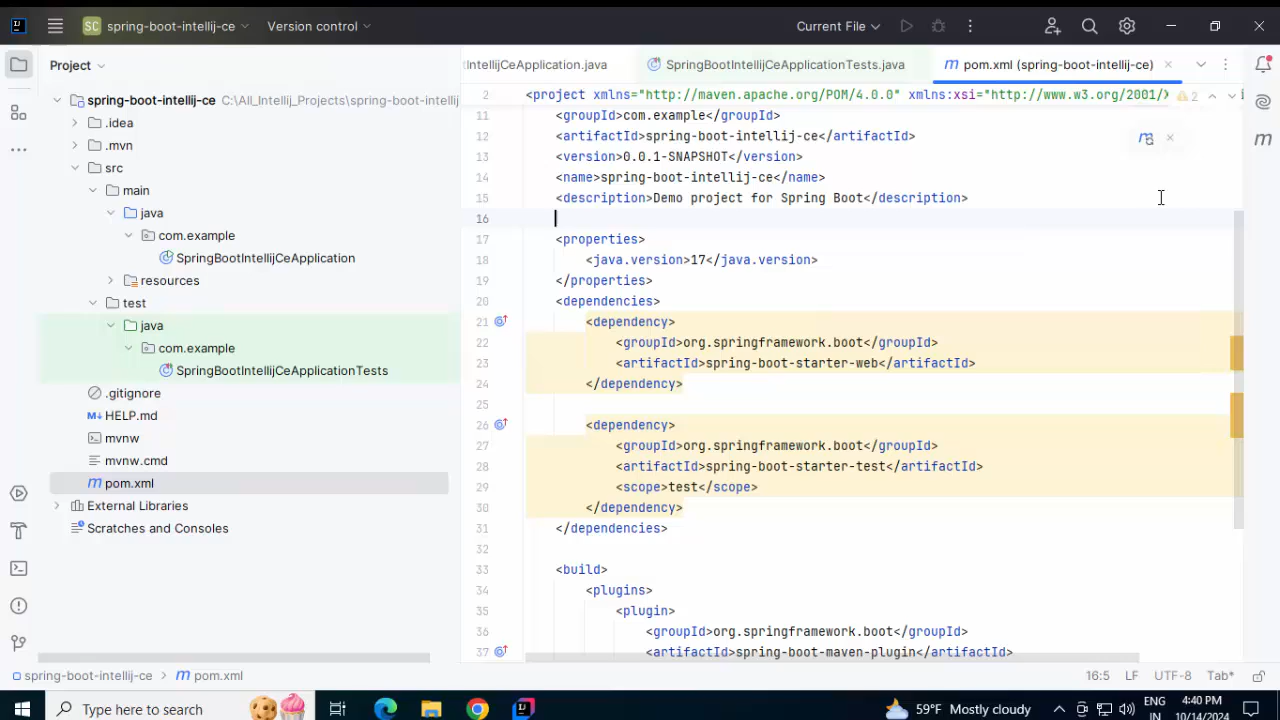 SC spring-boot-intellij-ce Version control Current File
Project
IntellijCeApplication.java SpringBootIntellijCeApplicationTests.java m pom.xml (spring-boot-intellij-ce)
spring-boot-intellij-ce C:\All_Intellij_Projects\spring-boot-intellij
.idea
.mvn
src
main
java
com.example
SpringBootIntellijCeApplication
resources
test
java
com.example
SpringBootIntellijCeApplicationTests
.gitignore
M↓ HELP.md
mvnw
mvnw.cmd
m pom.xml
External Libraries
Scratches and Consoles
2 <project xmlns="http://maven.apache.org/POM/4.0.0" xmlns:xsi="http://www.w3.org/2001/X 2
11 <groupId>com.example</groupId>
12 <artifactId>spring-boot-intellij-ce</artifactId>
13 <version>0.0.1-SNAPSHOT</version>
14 <name>spring-boot-intellij-ce</name>
15 <description>Demo project for Spring Boot</description>
16
17 <properties>
18 <java.version>17</java.version>
19 </properties>
20 <dependencies>
21 <dependency>
22 <groupId>org.springframework.boot</groupId>
23 <artifactId>spring-boot-starter-web</artifactId>
24 </dependency>
25
26 <dependency>
27 <groupId>org.springframework.boot</groupId>
28 <artifactId>spring-boot-starter-test</artifactId>
29 <scope>test</scope>
30 </dependency>
31 </dependencies>
32
33 <build>
34 <plugins>
35 <plugin>
36 <groupId>org.springframework.boot</groupId>
37 <artifactId>spring-boot-maven-plugin</artifactId>
spring-boot-intellij-ce > m pom.xml 16:5 LF UTF-8 Tab*
Type here to search 59°F Mostly cloudy ENG 4:40 PM
IN 10/14/2024